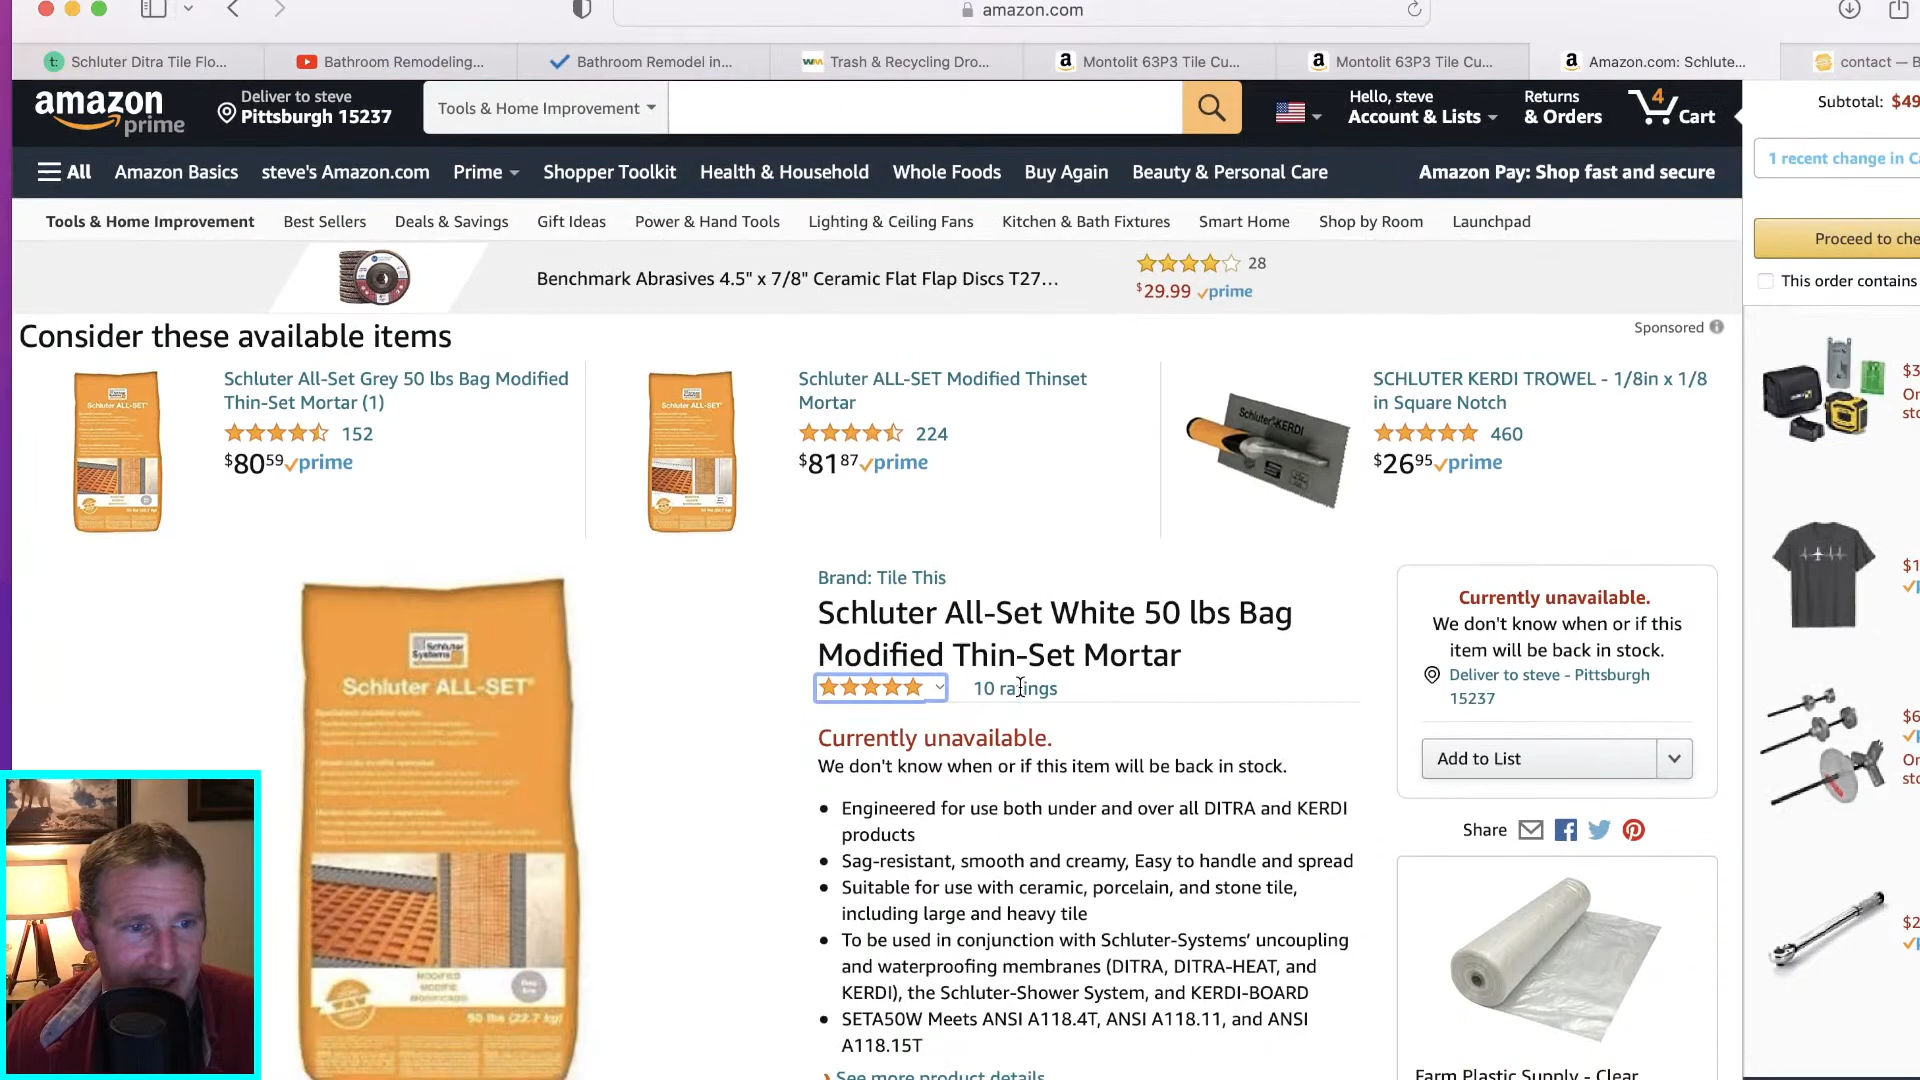 amazon.com
Schluter Ditra Tile Flo...
Bathroom Remodeling...
Bathroom Remodel in...
Trash & Recycling Dro...
Montolit 63P3 Tile Cu...
Montolit 63P3 Tile Cu...
Amazon.com: Schlute...
contact — B
amazon prime
Deliver to steve
Pittsburgh 15237
Tools & Home Improvement
Hello, steve
Account & Lists
Returns
& Orders
4
Cart
Subtotal: $49
1 recent change in Ca
All
Amazon Basics
steve's Amazon.com
Prime
Shopper Toolkit
Health & Household
Whole Foods
Buy Again
Beauty & Personal Care
Amazon Pay: Shop fast and secure
Tools & Home Improvement
Best Sellers
Deals & Savings
Gift Ideas
Power & Hand Tools
Lighting & Ceiling Fans
Kitchen & Bath Fixtures
Smart Home
Shop by Room
Launchpad
Proceed to che
This order contains
Benchmark Abrasives 4.5" x 7/8" Ceramic Flat Flap Discs T27...
28
$29.99 prime
Consider these available items
Sponsored
Schluter All-Set Grey 50 lbs Bag Modified
Thin-Set Mortar (1)
152
$80.59 prime
Schluter ALL-SET Modified Thinset
Mortar
224
$81.87 prime
SCHLUTER KERDI TROWEL - 1/8in x 1/8
in Square Notch
460
$26.95 prime
Schluter Systems
Schluter ALL-SET
50 lbs (22.7 kg)
Brand: Tile This
Schluter All-Set White 50 lbs Bag
Modified Thin-Set Mortar
10 ratings
Currently unavailable.
We don't know when or if this item will be back in stock.
• Engineered for use both under and over all DITRA and KERDI
products
• Sag-resistant, smooth and creamy, Easy to handle and spread
• Suitable for use with ceramic, porcelain, and stone tile,
including large and heavy tile
• To be used in conjunction with Schluter-Systems’ uncoupling
and waterproofing membranes (DITRA, DITRA-HEAT, and
KERDI), the Schluter-Shower System, and KERDI-BOARD
• SETA50W Meets ANSI A118.4T, ANSI A118.11, and ANSI
A118.15T
› See more product details
Currently unavailable.
We don't know when or if this
item will be back in stock.
Deliver to steve - Pittsburgh
15237
Add to List
Share
Farm Plastic Supply - Clear